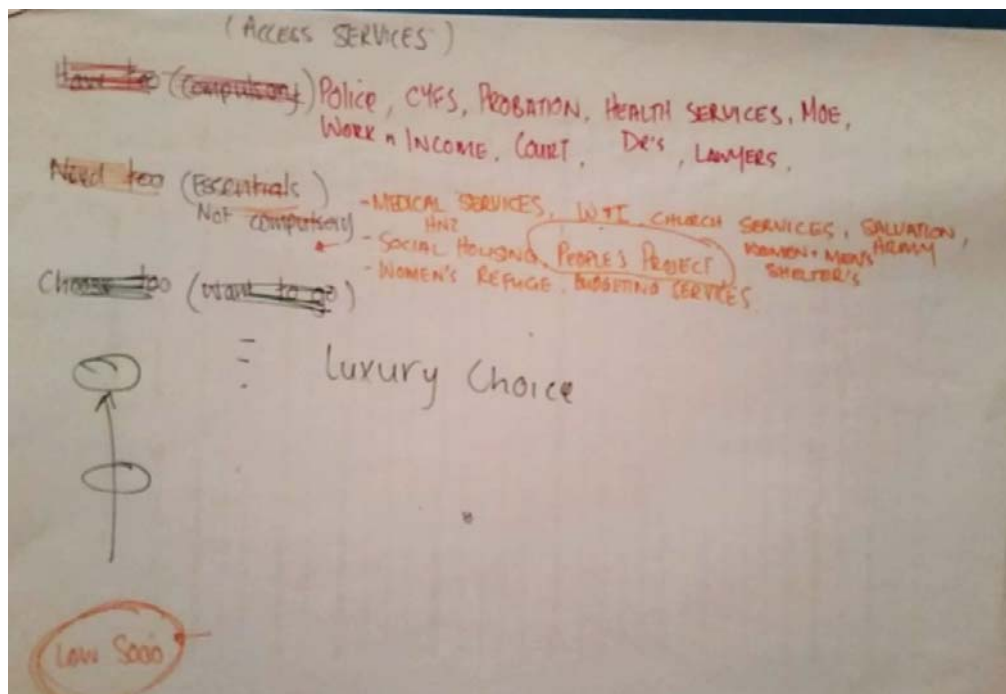 (ACCESS SERVICES)
Have too (Compulsory) Police, CYFS, PROBATION, HEALTH SERVICES, MOE,
WORK n INCOME, COURT, DR's, LAWYERS,
Need too (Essentials)
Not compulsory
- MEDICAL SERVICES, CHURCH SERVICES, SALVATION ARMY,
HNZ
- SOCIAL HOUSING, PEOPLE'S PROJECT WOMEN + MEN'S SHELTER'S
- WOMEN'S REFUGE, BUDGETING SERVICES.
Choose too (want to go)
Luxury Choice
Low